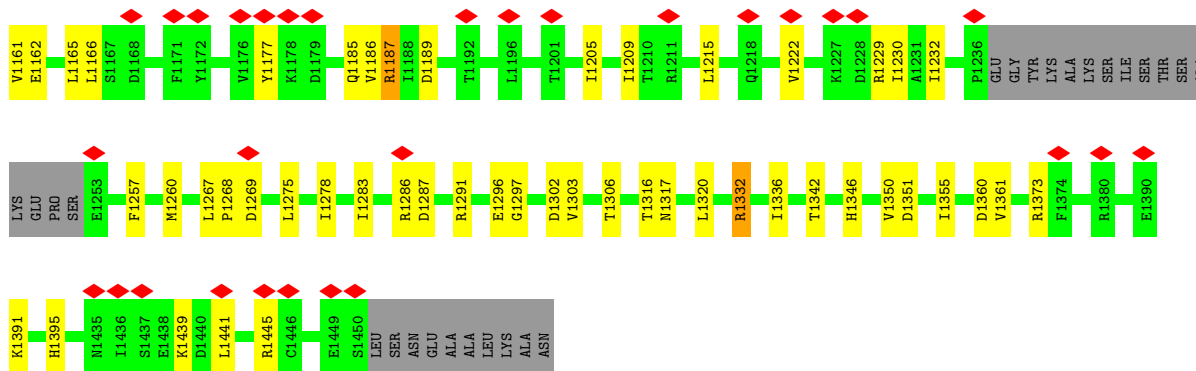 V1161 E1162 L1165 L1166 S1167 D1168 F1171 Y1172 V1176 Y1177 K1178 D1179 Q1185 V1186 R1187 I1188 D1189 T1192 L1196 T1201 I1205 I1209 T1210 R1211 L1215 Q1218 V1222 K1227 D1228 R1229 I1230 A1231 I1232 P1236 GLU GLY TYR LYS ALA LYS SER ILE SER THR SER
LYS GLU PRO SER E1253 F1257 M1260 L1267 P1268 D1269 L1275 I1278 I1283 R1286 D1287 R1291 E1296 G1297 D1302 V1303 T1306 T1316 N1317 L1320 R1332 I1336 T1342 H1346 V1350 D1351 I1355 D1360 V1361 R1373 F1374 R1380 E1390
K1391 H1395 N1435 I1436 S1437 E1438 K1439 D1440 L1441 R1445 C1446 E1449 S1450 LEU SER ASN GLU ALA ALA LEU LYS ALA ASN